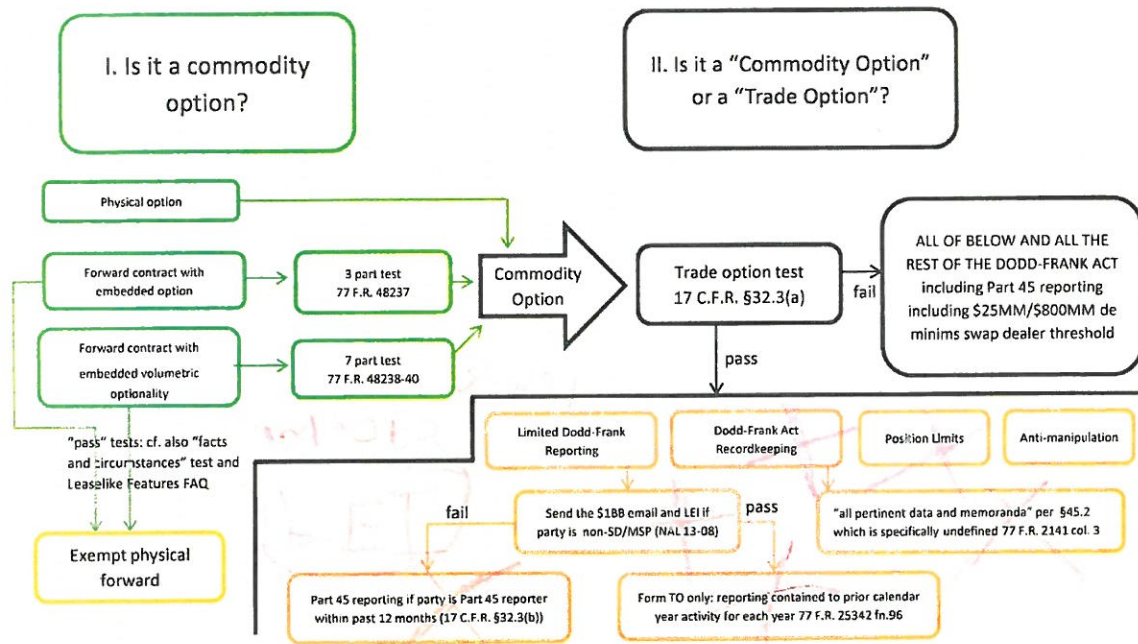 I. Is it a commodity
option?
II. Is it a “Commodity Option”
or a “Trade Option”?
Physical option
Forward contract with
embedded option
3 part test
77 F.R. 48237
Forward contract with
embedded volumetric
optionality
7 part test
77 F.R. 48238-40
Commodity
Option
Trade option test
17 C.F.R. §32.3(a)
fail
ALL OF BELOW AND ALL THE
REST OF THE DODD-FRANK ACT
including Part 45 reporting
including $25MM/$800MM de
minims swap dealer threshold
pass
"pass" tests: cf. also "facts
and circumstances" test and
Leaselike Features FAQ
Exempt physical
forward
Limited Dodd-Frank
Reporting
Dodd-Frank Act
Recordkeeping
Position Limits
Anti-manipulation
fail
Send the $1BB email and LEI if
party is non-SD/MSP (NAL 13-08)
pass
"all pertinent data and memoranda" per §45.2
which is specifically undefined 77 F.R. 2141 col. 3
Part 45 reporting if party is Part 45 reporter
within past 12 months (17 C.F.R. §32.3(b))
Form TO only: reporting contained to prior calendar
year activity for each year 77 F.R. 25342 fn.96